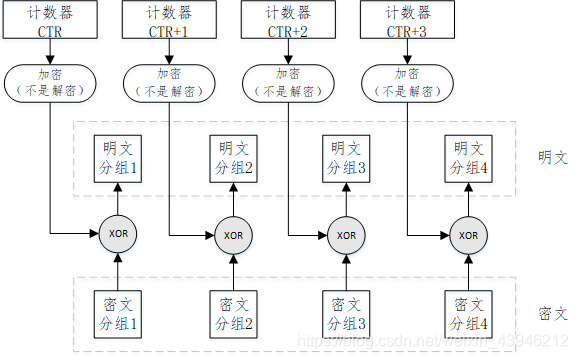 计数器 计数器 计数器 计数器
CTR CTR+1 CTR+2 CTR+3
加密 加密 加密 加密
(不是解密) (不是解密) (不是解密) (不是解密)
明文 明文 明文 明文
分组1 分组2 分组3 分组4
明文
XOR XOR XOR XOR
密文 密文 密文 密文
分组1 分组2 分组3 分组4
密文
https://blog.csdn.net/weixin_43946212